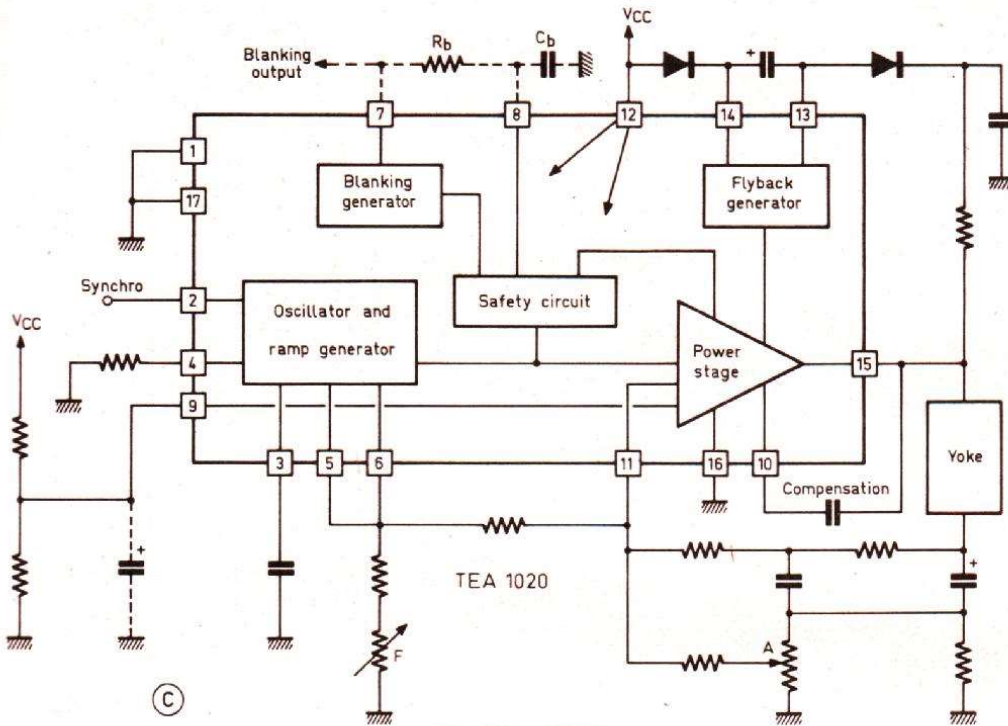 VCC
Blanking
output
Rb
Cb
+
7
8
12
14
13
1
17
Blanking
generator
Flyback
generator
Synchro
2
Oscillator and
ramp generator
Safety circuit
VCC
4
Power
stage
15
9
Yoke
3
5
6
11
16
10
Compensation
+
+
TEA 1020
F
A
C